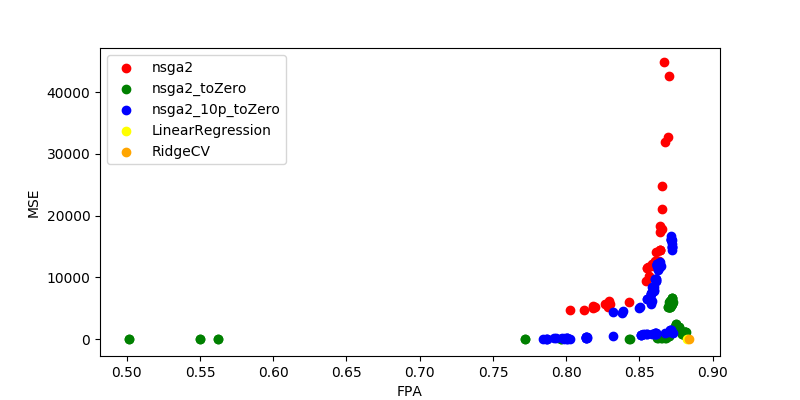 nsga2
nsga2_toZero
nsga2_10p_toZero
LinearRegression
RidgeCV
40000
30000
20000
10000
0
MSE
0.50 0.55 0.60 0.65 0.70 0.75 0.80 0.85 0.90
FPA